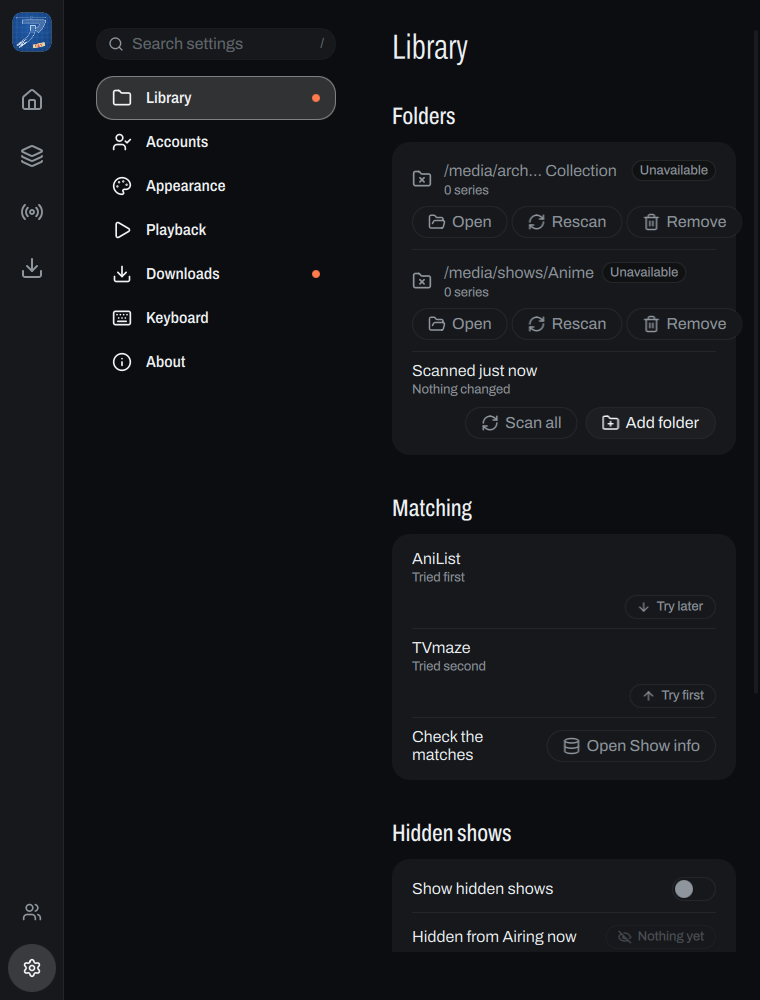 Search settings /
Library
Accounts
Appearance
Playback
Downloads
Keyboard
About
Library
Folders
/media/arch... Collection Unavailable
0 series
Open Rescan Remove
/media/shows/Anime Unavailable
0 series
Open Rescan Remove
Scanned just now
Nothing changed
Scan all Add folder
Matching
AniList
Tried first
Try later
TVmaze
Tried second
Try first
Check the
matches
Open Show info
Hidden shows
Show hidden shows
Hidden from Airing now Nothing yet